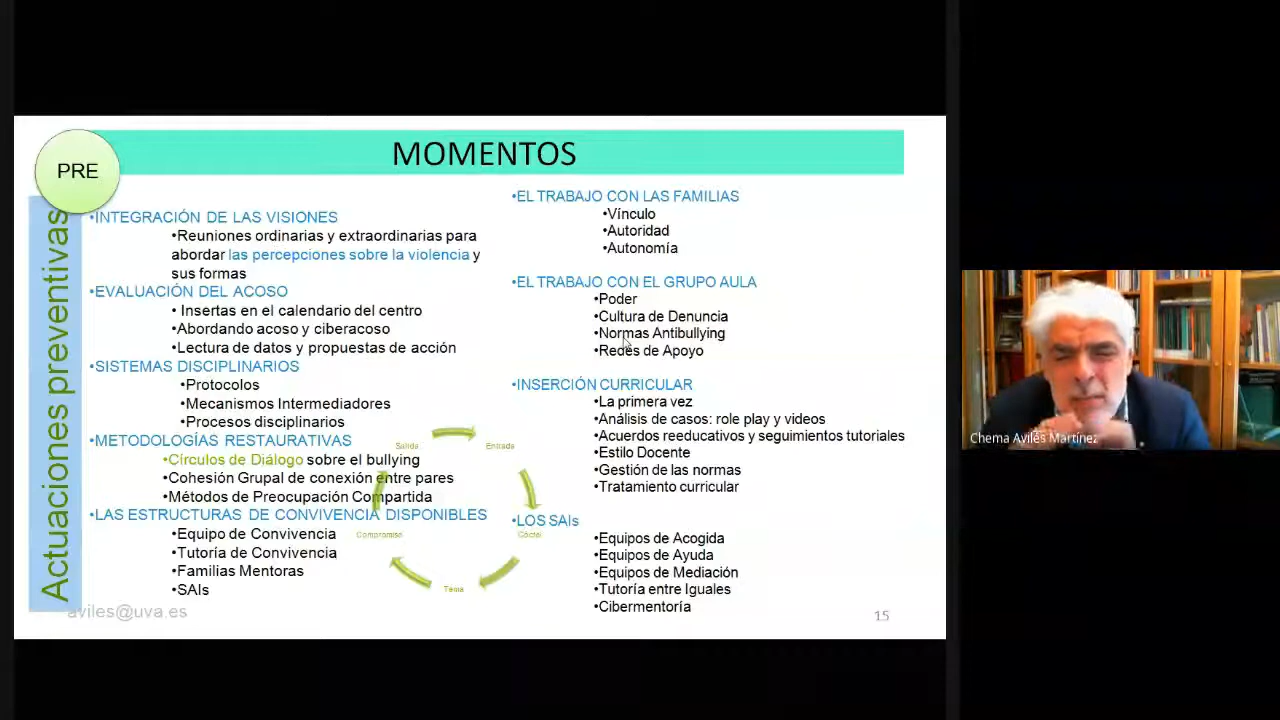 MOMENTOS
PRE
Actuaciones preventivas
•INTEGRACIÓN DE LAS VISIONES
•Reuniones ordinarias y extraordinarias para
abordar las percepciones sobre la violencia y
sus formas
•EVALUACIÓN DEL ACOSO
• Insertas en el calendario del centro
•Abordando acoso y ciberacoso
•Lectura de datos y propuestas de acción
•SISTEMAS DISCIPLINARIOS
•Protocolos
•Mecanismos Intermediadores
•Procesos disciplinarios
•METODOLOGÍAS RESTAURATIVAS
•Círculos de Diálogo sobre el bullying
•Cohesión Grupal de conexión entre pares
•Métodos de Preocupación Compartida
•LAS ESTRUCTURAS DE CONVIVENCIA DISPONIBLES
•Equipo de Convivencia
•Tutoría de Convivencia
•Familias Mentoras
•SAIs
Salida
Entrada
Cóctel
Tema
Compromiso
•EL TRABAJO CON LAS FAMILIAS
•Vínculo
•Autoridad
•Autonomía
•EL TRABAJO CON EL GRUPO AULA
•Poder
•Cultura de Denuncia
•Normas Antibullying
•Redes de Apoyo
•INSERCIÓN CURRICULAR
•La primera vez
•Análisis de casos: role play y videos
•Acuerdos reeducativos y seguimientos tutoriales
•Estilo Docente
•Gestión de las normas
•Tratamiento curricular
•LOS SAIs
•Equipos de Acogida
•Equipos de Ayuda
•Equipos de Mediación
•Tutoría entre Iguales
•Cibermentoría
aviles@uva.es
15
Chema Avilés Martínez